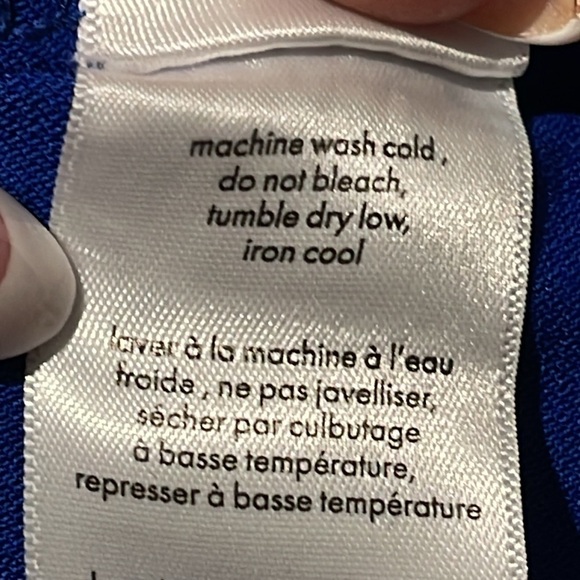 machine wash cold,
do not bleach,
tumble dry low,
iron cool
laver à la machine à l'eau
froide, ne pas javelliser,
sécher par culbutage
à basse température,
represser à basse température